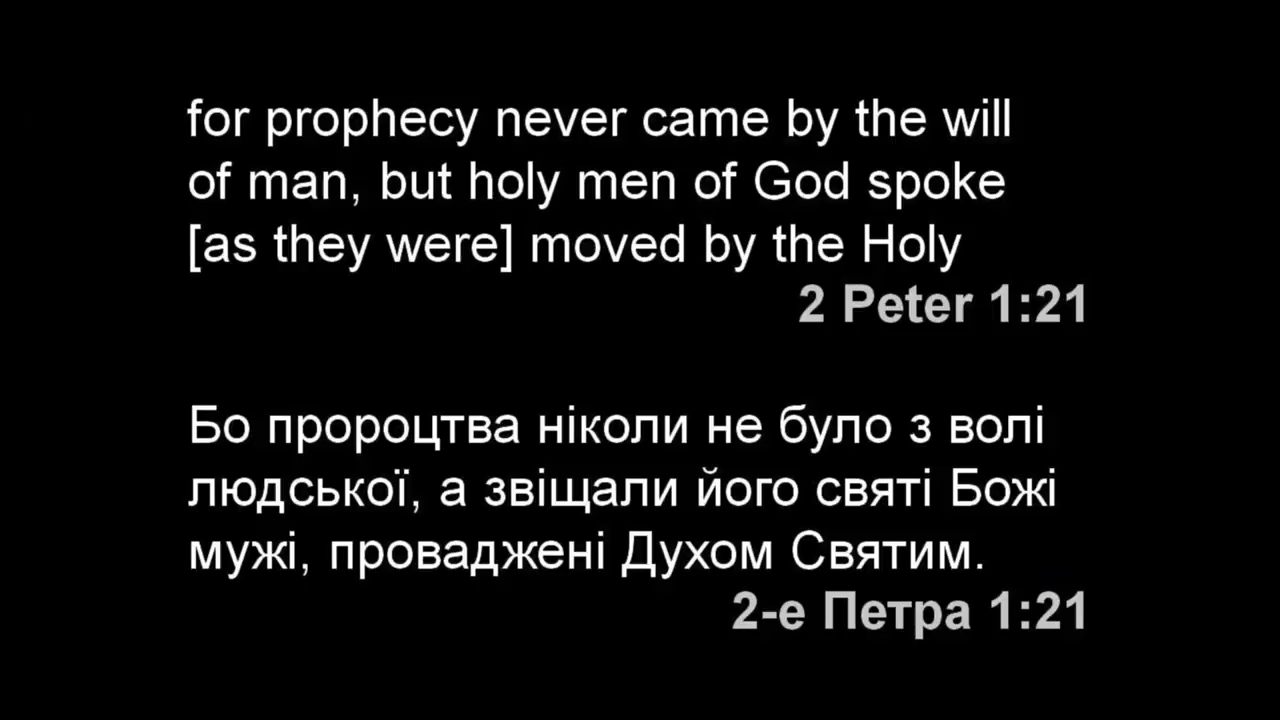 for prophecy never came by the will
of man, but holy men of God spoke
[as they were] moved by the Holy
2 Peter 1:21
Бо пророцтва ніколи не було з волі
людської, а звіщали його святі Божі
мужі, проваджені Духом Святим.
2-е Петра 1:21